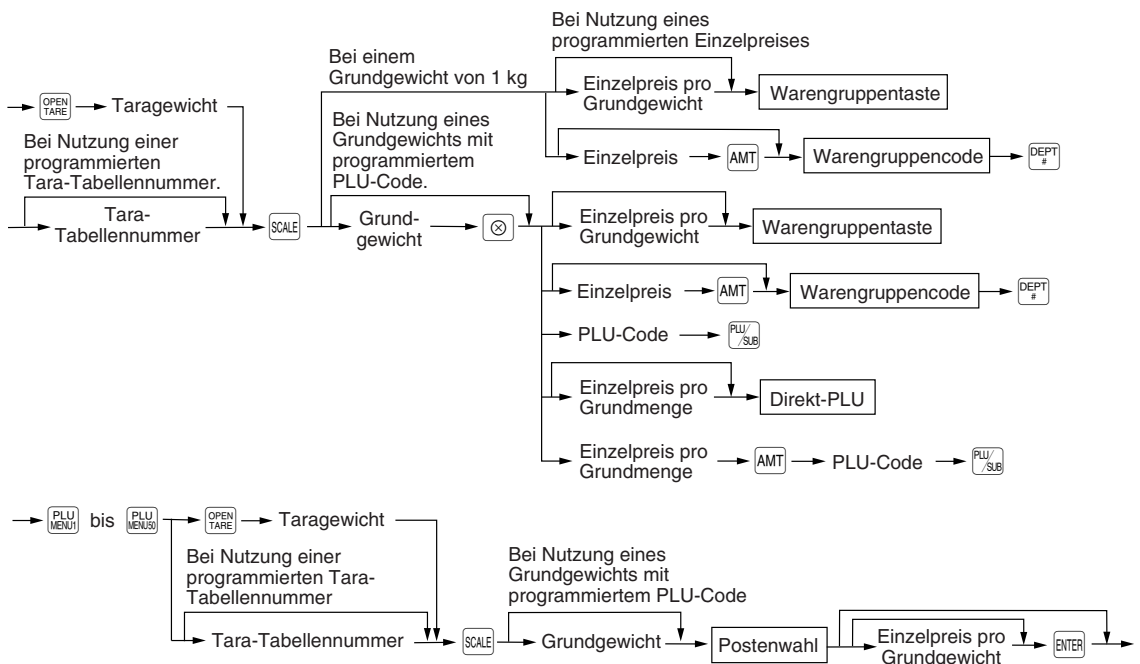 Bei Nutzung eines
programmierten Einzelpreises
Bei einem
Grundgewicht von 1 kg
OPEN
TARE
Taragewicht
Einzelpreis pro
Grundgewicht
Warengruppentaste
Bei Nutzung einer
programmierten
Tara-Tabellennummer.
Bei Nutzung eines
Grundgewichts mit
programmiertem
PLU-Code.
Einzelpreis
AMT
Warengruppencode
DEPT
#
Tara-
Tabellennummer
SCALE
Grund-
gewicht
⊗
Einzelpreis pro
Grundgewicht
Warengruppentaste
Einzelpreis
AMT
Warengruppencode
DEPT
#
PLU-Code
PLU/
/SUB
Einzelpreis pro
Grundmenge
Direkt-PLU
Einzelpreis pro
Grundmenge
AMT
PLU-Code
PLU/
/SUB
PLU
MENU1
bis
PLU
MENU50
OPEN
TARE
Taragewicht
Bei Nutzung einer
programmierten Tara-
Tabellennummer
Bei Nutzung eines
Grundgewichts mit
programmiertem PLU-Code
Tara-Tabellennummer
SCALE
Grundgewicht
Postenwahl
Einzelpreis pro
Grundgewicht
ENTER